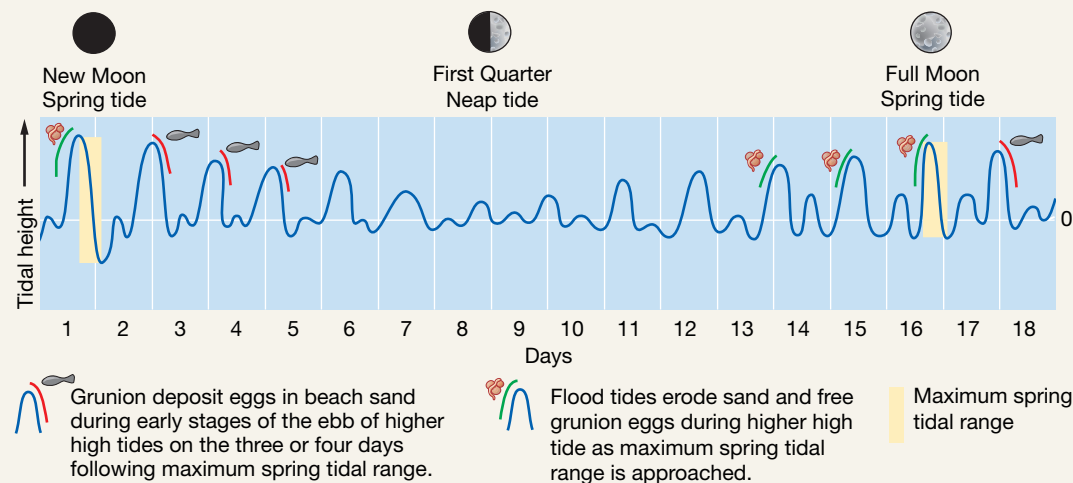 New Moon
Spring tide
First Quarter
Neap tide
Full Moon
Spring tide
Tidal height
0
1 2 3 4 5 6 7 8 9 10 11 12 13 14 15 16 17 18
Days
Grunion deposit eggs in beach sand
during early stages of the ebb of higher
high tides on the three or four days
following maximum spring tidal range.
Flood tides erode sand and free
grunion eggs during higher high
tide as maximum spring tidal
range is approached.
Maximum spring
tidal range